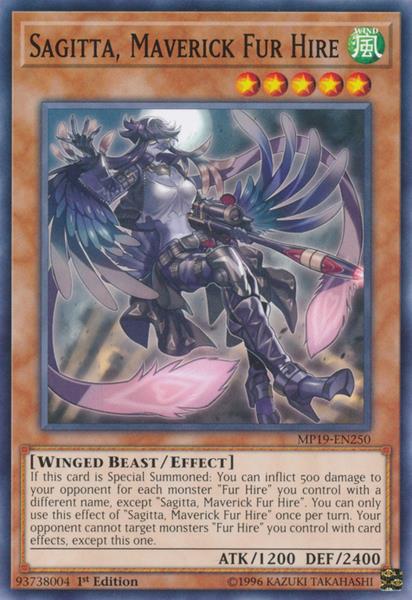 SAGITTA, MAVERICK FUR HIRE
WIND
風
MP19-EN250
[WINGED BEAST/EFFECT]
If this card is Special Summoned: You can inflict 500 damage to
your opponent for each monster "Fur Hire" you control with
a different name, except "Sagitta, Maverick Fur Hire". You can only
use this effect of "Sagitta, Maverick Fur Hire" once per turn. Your
opponent cannot target monsters "Fur Hire" you control with card
effects, except this one.
ATK/1200 DEF/2400
93738004 1st Edition ©1996 KAZUKI TAKAHASHI